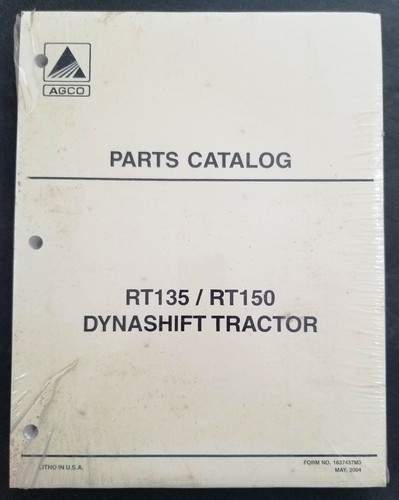 AGCO
PARTS CATALOG
RT135 / RT150
DYNASHIFT TRACTOR
LITHO IN U.S.A.
FORM NO. 1637457M3
MAY, 2004